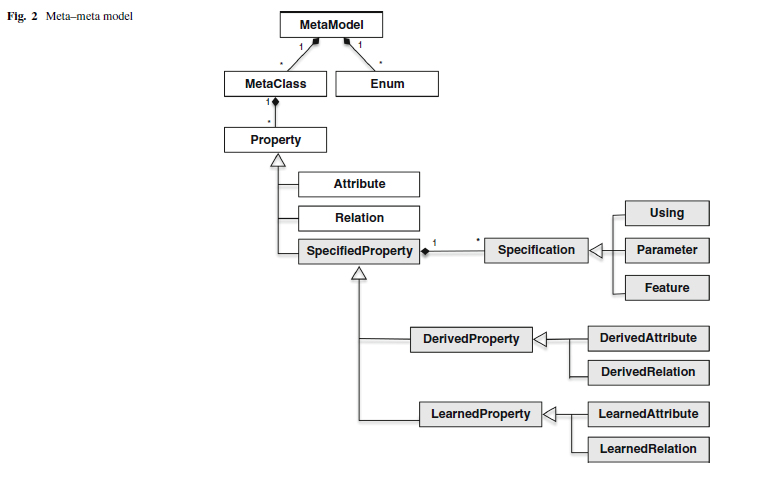 Fig. 2 Meta–meta model
MetaModel
1 1
* *
MetaClass Enum
1
*
Property
Attribute
Relation
SpecifiedProperty 1 * Specification
Using
Parameter
Feature
DerivedProperty
DerivedAttribute
DerivedRelation
LearnedProperty
LearnedAttribute
LearnedRelation